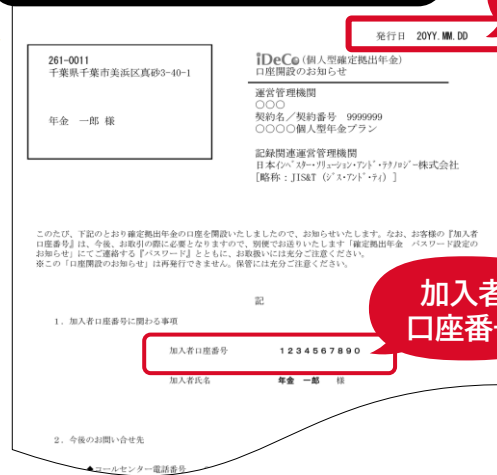 発行日 20YY.MM.DD
261-0011
千葉県千葉市美浜区真砂3-40-1
年金 一郎 様
iDeCo(個人型確定拠出年金)
口座開設のお知らせ
運営管理機関
○○○
契約名/契約番号 9999999
○○○○個人型年金プラン
記録関連運営管理機関
日本インベスター・ソリューション・アンド・テクノロジー株式会社
[略称:JIS&T(ジス・アンド・ティ)]
このたび、下記のとおり確定拠出年金の口座を開設いたしましたので、お知らせいたします。なお、お客様の『加入者
口座番号』は、今後、お取引の際に必要となりますので、別便でお送りいたします「確定拠出年金 パスワード設定の
お知らせ」にてご連絡する『パスワード』とともに、お取扱いには充分ご注意ください。
※この「口座開設のお知らせ」は再発行できません。保管には充分ご注意ください。
記
1.加入者口座番号に関わる事項
加入者口座番号 1234567890
加入者氏名 年金 一郎 様
加入者
口座番
2.今後のお問い合せ先
◆コールセンター電話番号